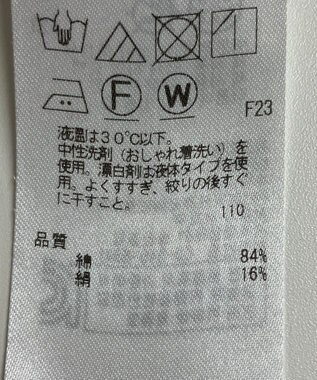 F W
F23
液温は30℃以下。
中性洗剤（おしゃれ着洗い）を
使用。漂白剤は液体タイプを使
用。よくすすぎ、絞りの後すぐ
に干すこと。
110
品質
綿 84%
絹 16%